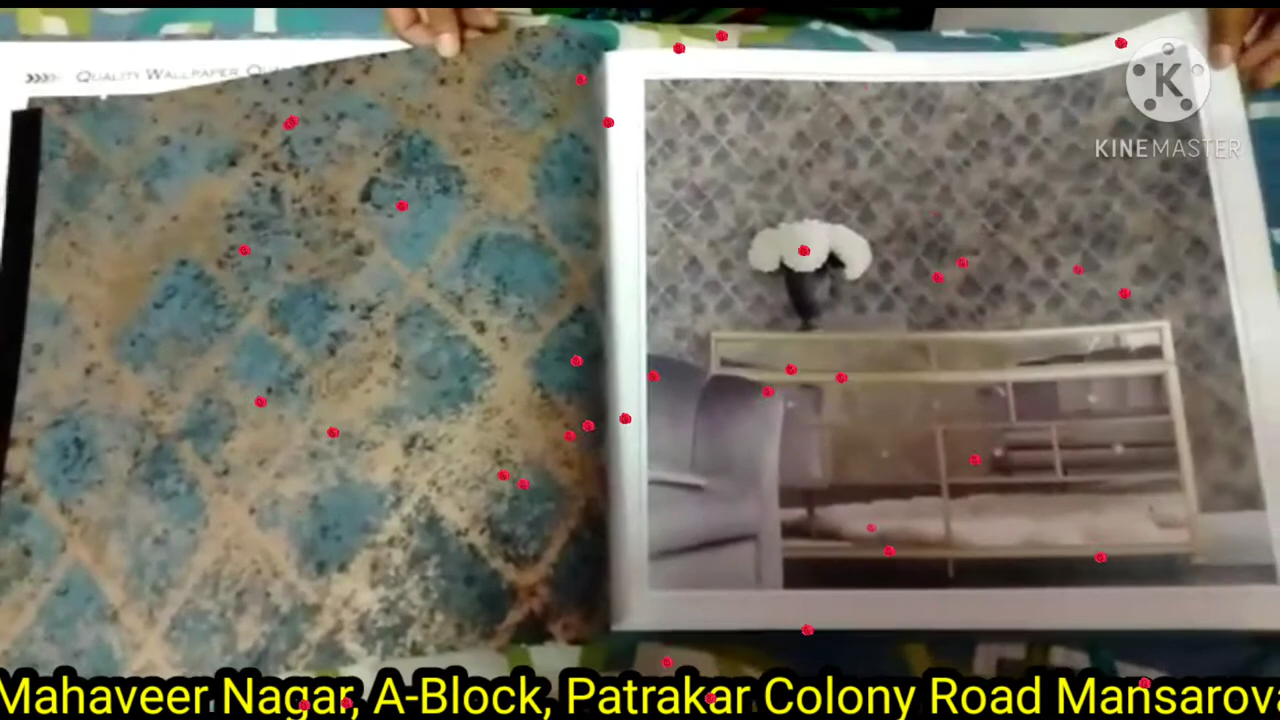 »»» QUALITY WALLPAPER
K
KINEMASTER
Mahaveer Nagar, A-Block, Patrakar Colony Road Mansarova